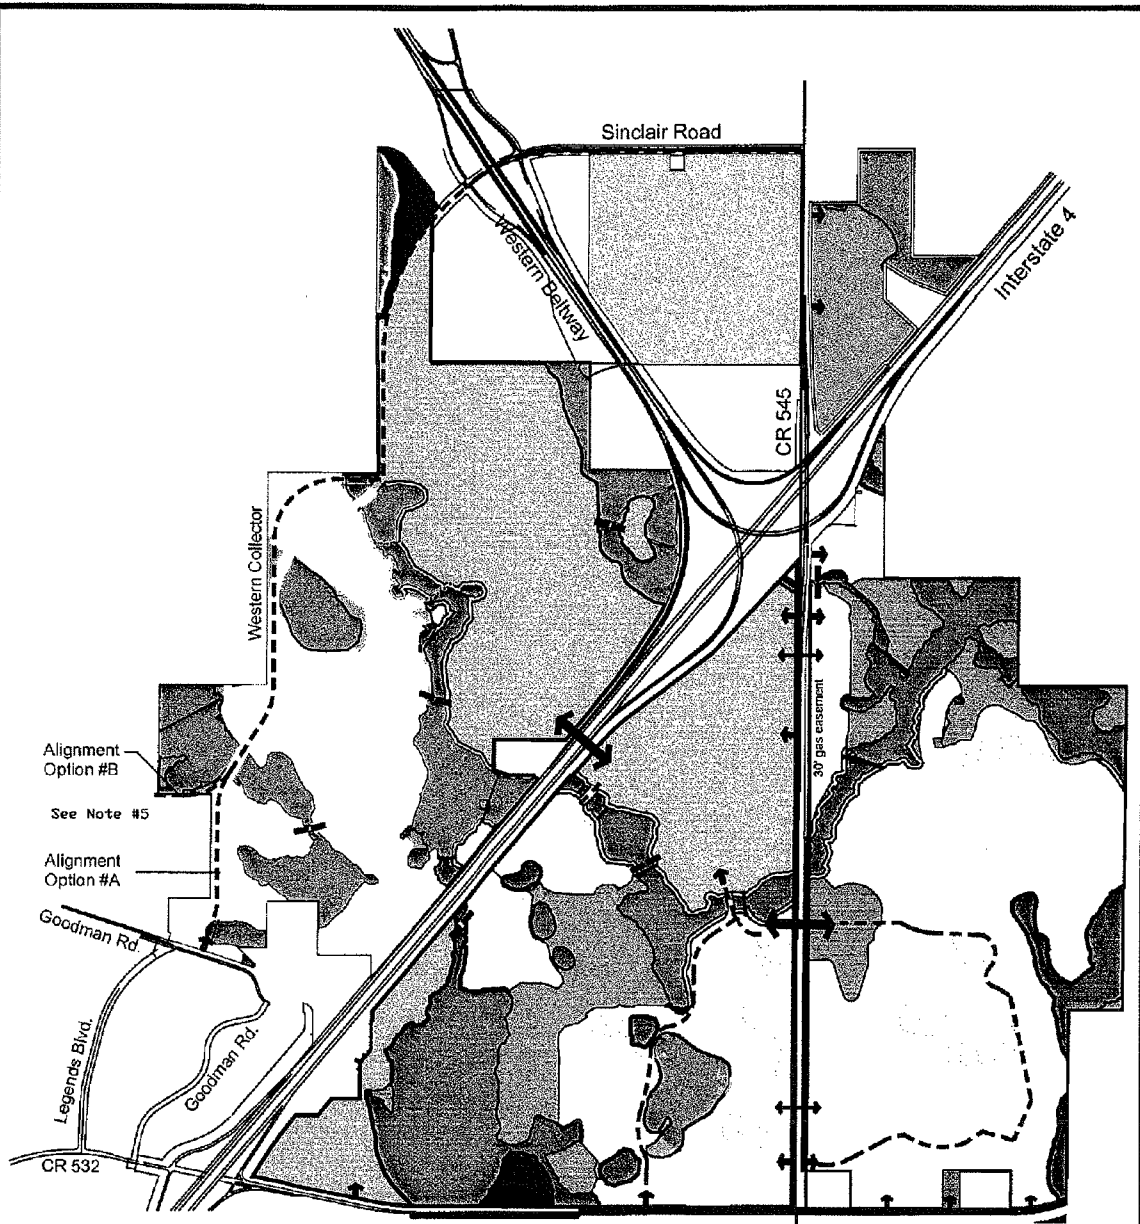 Sinclair Road
Western Beltway
Interstate 4
CR 545
Western Collector
30' gas easement
Alignment
Option #B
See Note #5
Alignment
Option #A
Goodman Rd.
Legends Blvd.
Goodman Rd.
CR 532